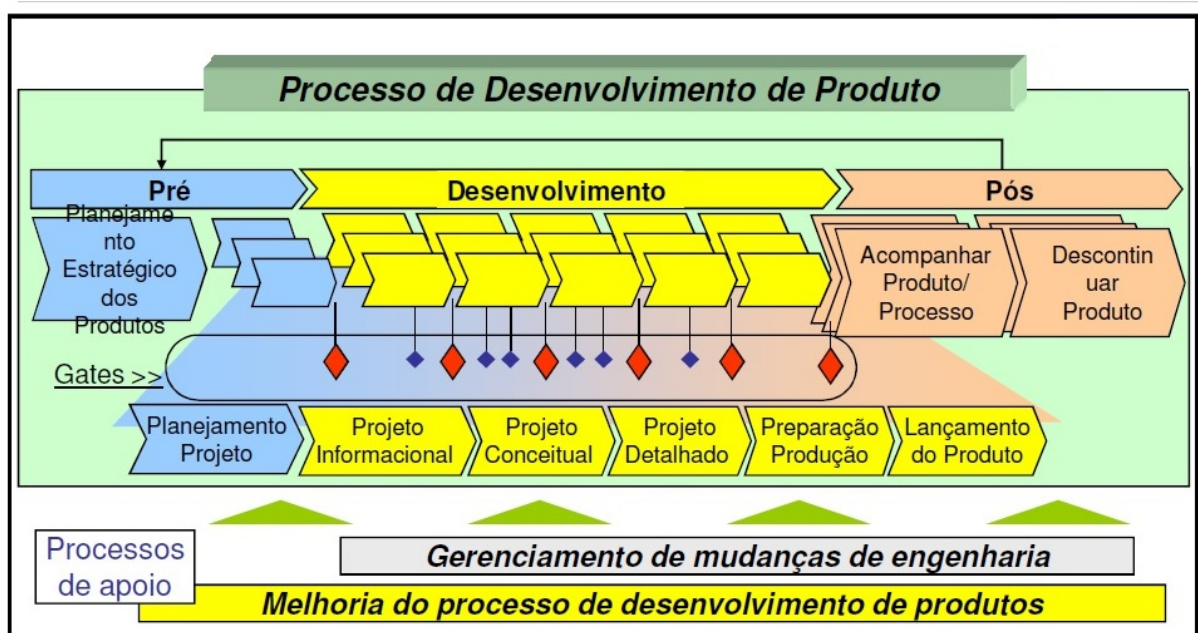 Processo de Desenvolvimento de Produto
Pré
Desenvolvimento
Pós
Planejame
nto
Estratégico
dos
Produtos
Acompanhar
Produto/
Processo
Descontin
uar
Produto
Gates >>
Planejamento
Projeto
Projeto
Informacional
Projeto
Conceitual
Projeto
Detalhado
Preparação
Produção
Lançamento
do Produto
Processos
de apoio
Gerenciamento de mudanças de engenharia
Melhoria do processo de desenvolvimento de produtos